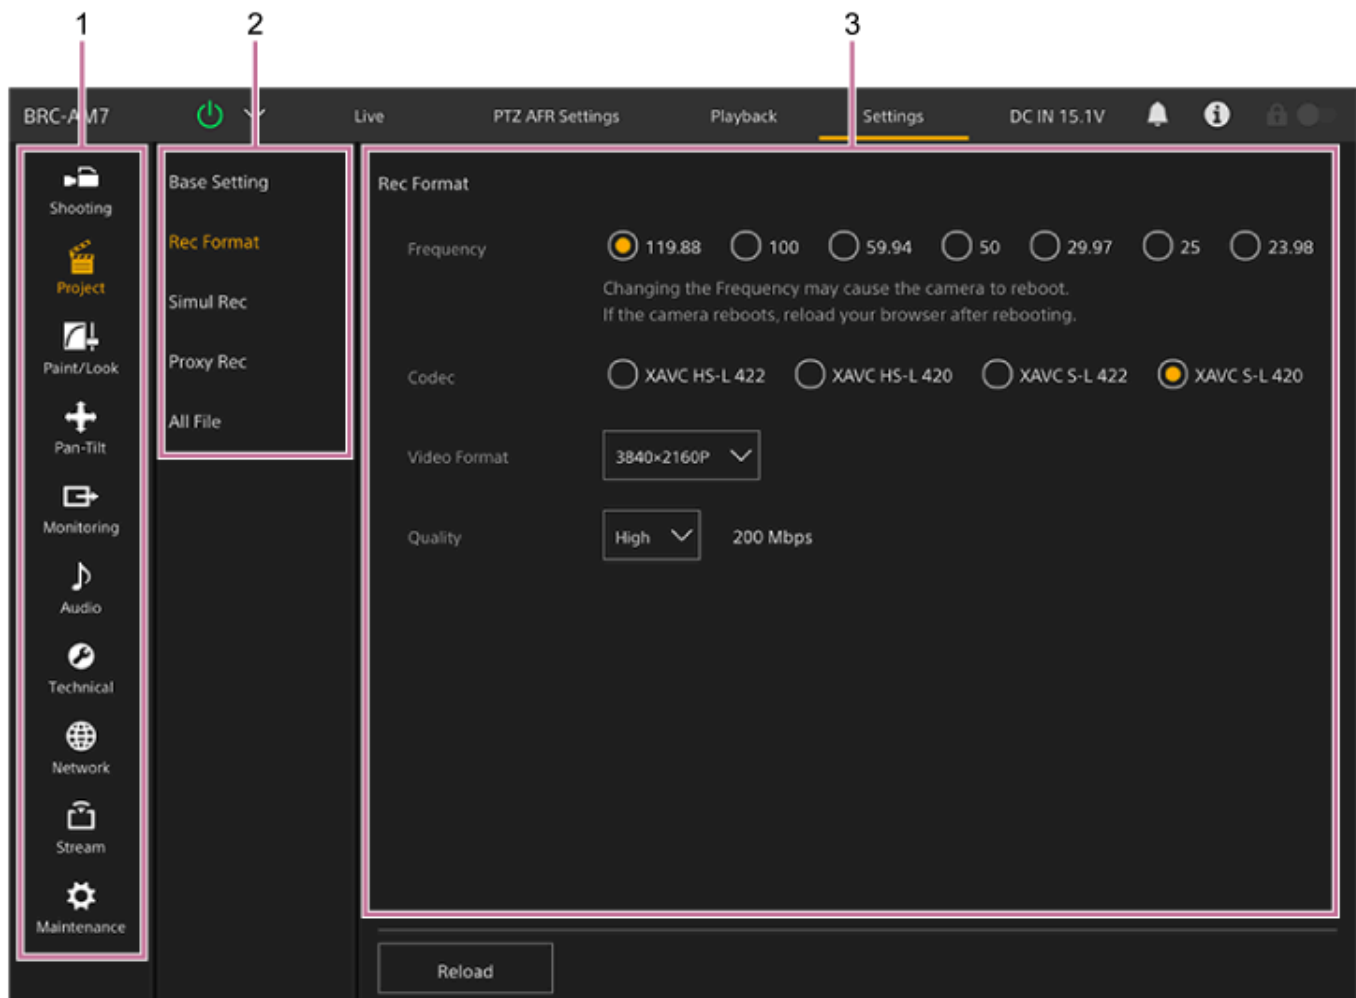 1 2 3
BRC-AM7 Live PTZ AFR Settings Playback Settings DC IN 15.1V
Shooting
Project
Paint/Look
Pan-Tilt
Monitoring
Audio
Technical
Network
Stream
Maintenance
Base Setting
Rec Format
Simul Rec
Proxy Rec
All File
Rec Format
Frequency 119.88 100 59.94 50 29.97 25 23.98
Changing the Frequency may cause the camera to reboot.
If the camera reboots, reload your browser after rebooting.
Codec XAVC HS-L 422 XAVC HS-L 420 XAVC S-L 422 XAVC S-L 420
Video Format 3840×2160P
Quality High 200 Mbps
Reload